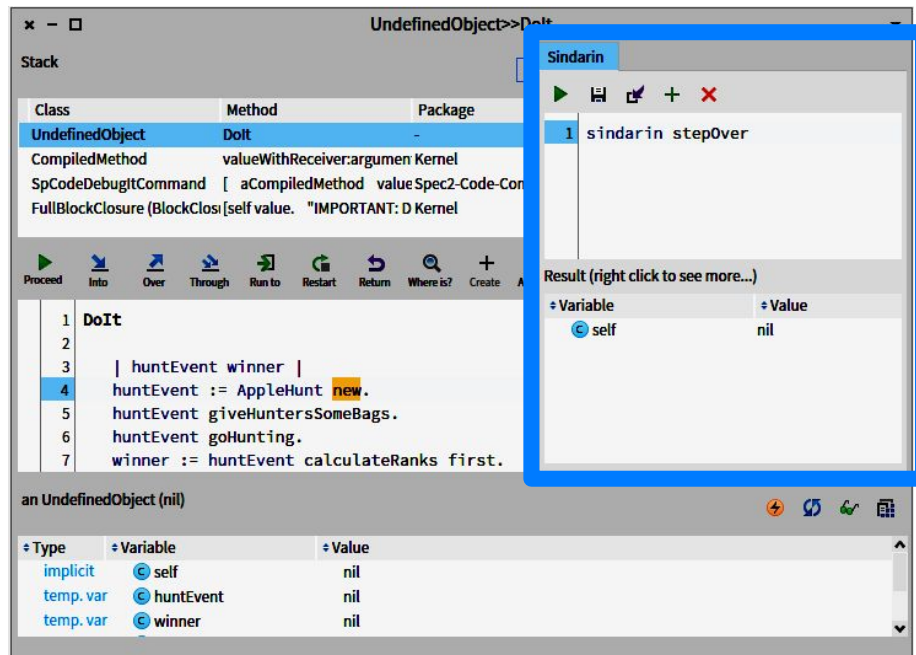 UndefinedObject>>DoIt
Stack
Class Method Package
UndefinedObject DoIt -
CompiledMethod valueWithReceiver:argumen Kernel
SpCodeDebugItCommand [ aCompiledMethod value Spec2-Code-Con
FullBlockClosure (BlockClos [self value. "IMPORTANT: D Kernel
Proceed Into Over Through Run to Restart Return Where is? Create
1 DoIt
2
3 | huntEvent winner |
4 huntEvent := AppleHunt new.
5 huntEvent giveHuntersSomeBags.
6 huntEvent goHunting.
7 winner := huntEvent calculateRanks first.
Sindarin
1 sindarin stepOver
Result (right click to see more...)
Variable Value
self nil
an UndefinedObject (nil)
Type Variable Value
implicit self nil
temp. var huntEvent nil
temp. var winner nil